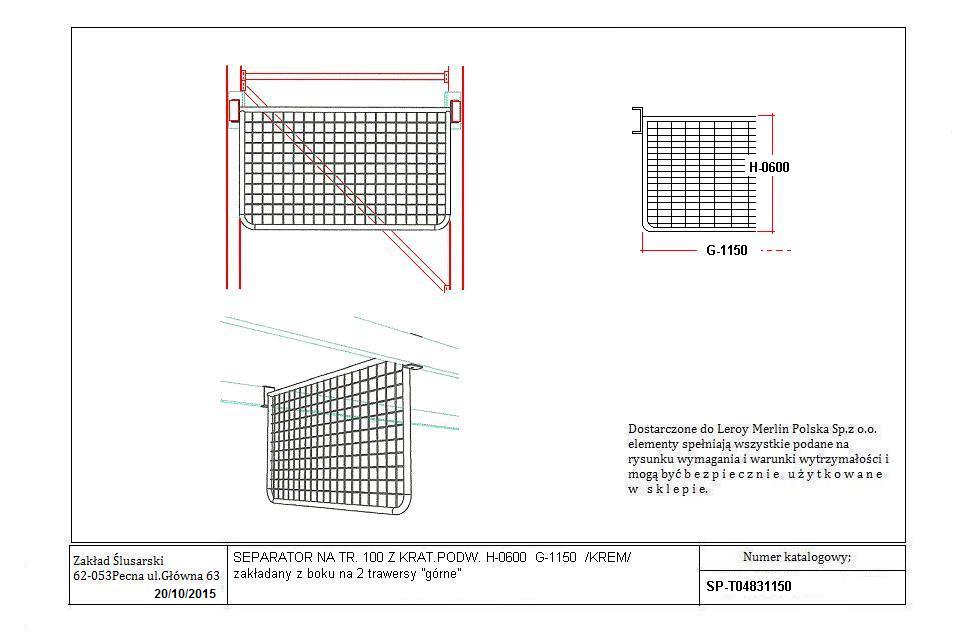 H-0600
G-1150
Dostarczone do Leroy Merlin Polska Sp.z o.o.
elementy spełniają wszystkie podane na
rysunku wymagania i warunki wytrzymałości i
mogą być b e z p i e c z n i e u ż y t k o w a n e
w s k l e p i e.
Zakład Ślusarski
62-053Pecna ul.Główna 63
20/10/2015
SEPARATOR NA TR. 100 Z KRAT.PODW. H-0600 G-1150 /KREM/
zakładany z boku na 2 trawersy "górne"
Numer katalogowy;
SP-T04831150